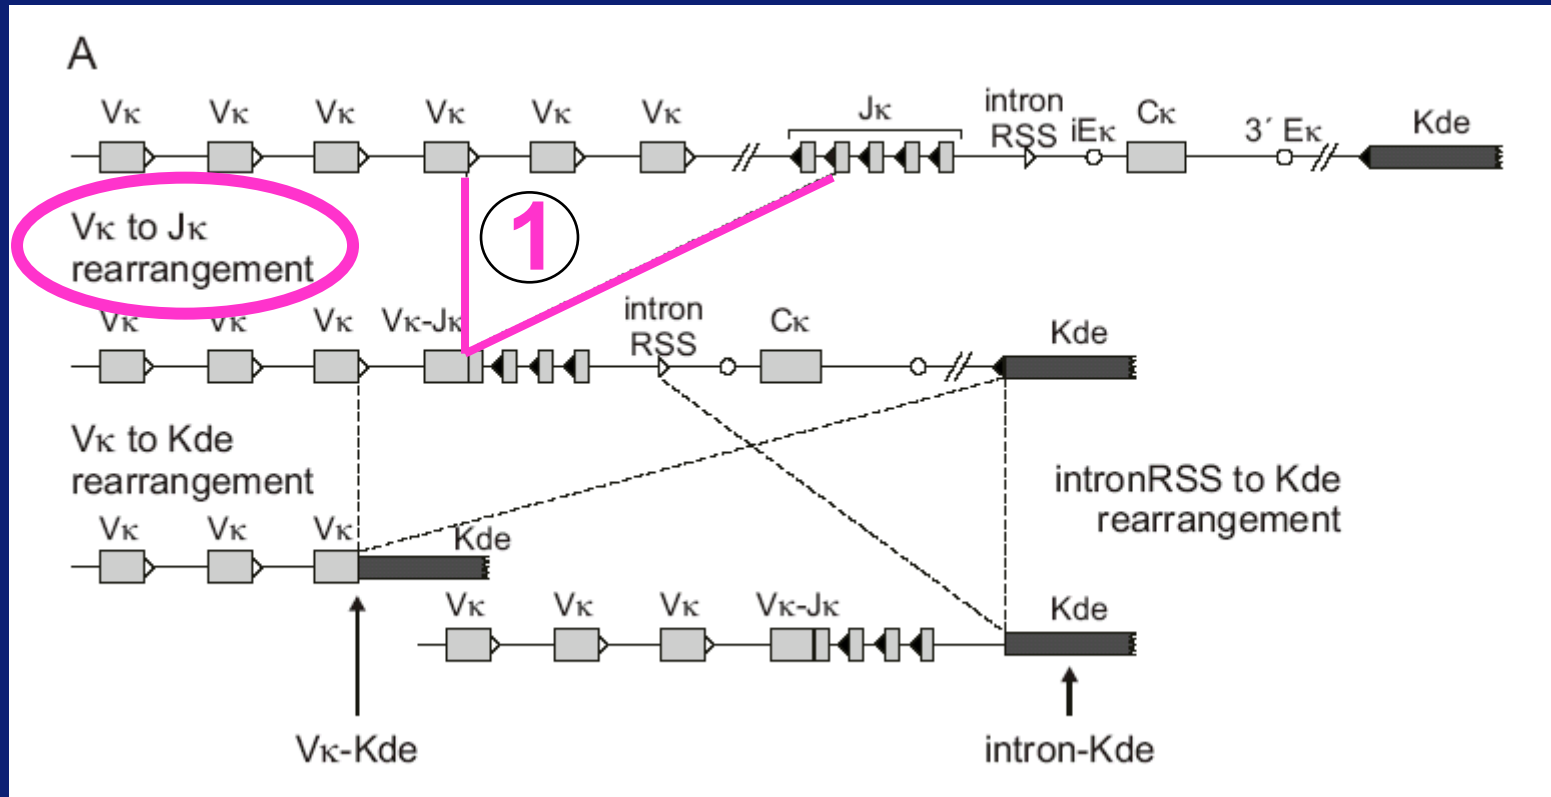 A
Vκ Vκ Vκ Vκ Vκ Vκ Jκ intron RSS iEκ Cκ 3´ Eκ Kde
Vκ to Jκ
rearrangement
1
Vκ Vκ Vκ Vκ-Jκ intron RSS Cκ Kde
Vκ to Kde
rearrangement
intronRSS to Kde
rearrangement
Vκ Vκ Vκ Kde
Vκ Vκ Vκ Vκ-Jκ Kde
Vκ-Kde
intron-Kde